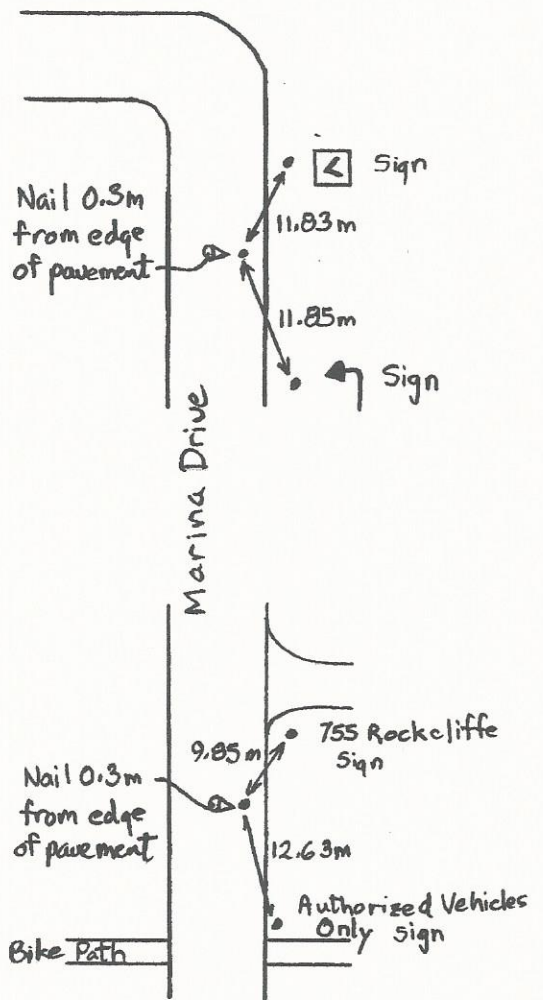 Sign
Nail 0.3m
from edge
of pavement
11.83m
11.85m
Sign
Marina Drive
755 Rockcliffe
Sign
9.85m
Nail 0.3m
from edge
of pavement
12.63m
Authorized Vehicles
Only Sign
Bike Path